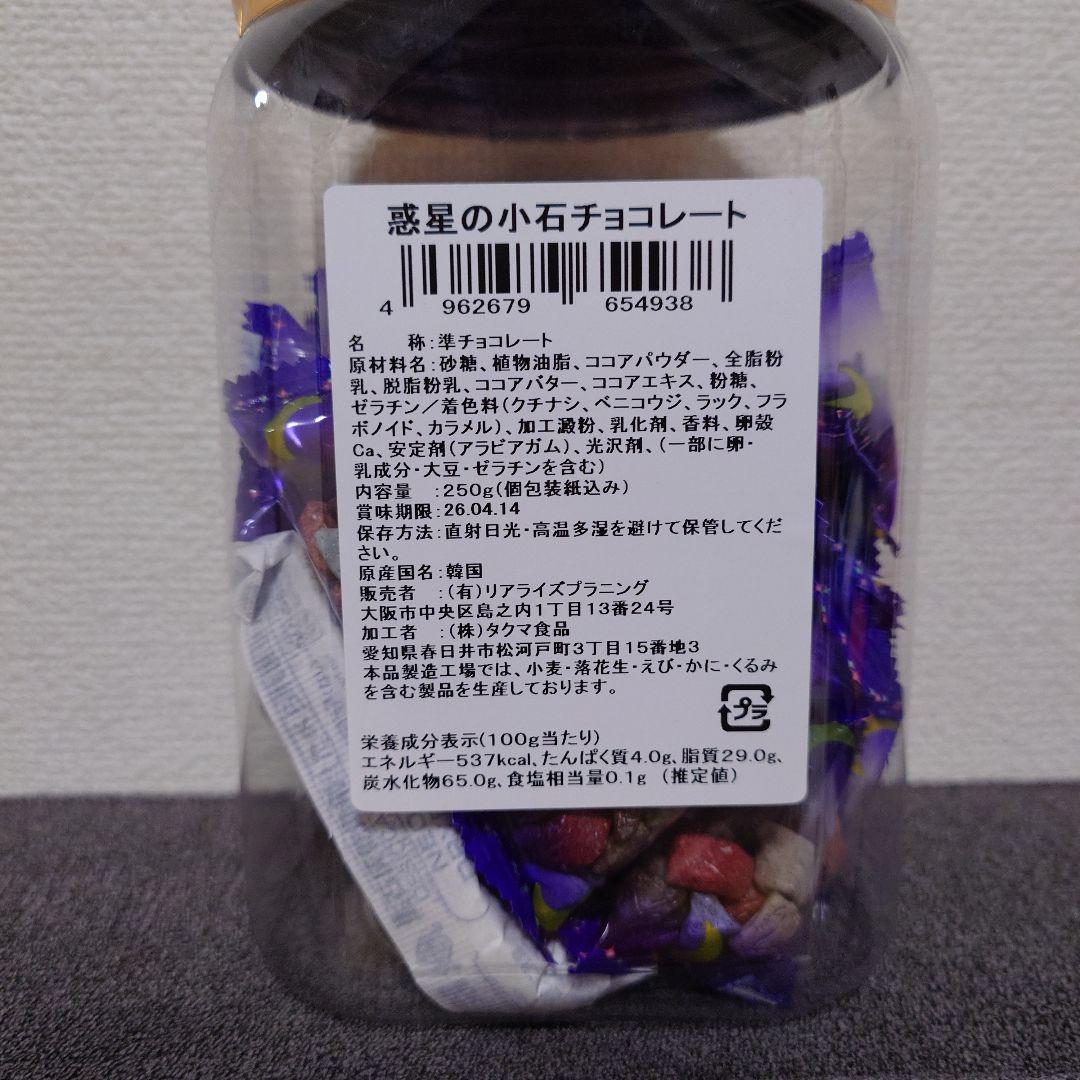 惑星の小石チョコレート
4 962679 654938
名　　称：準チョコレート
原材料名：砂糖、植物油脂、ココアパウダー、全脂粉
乳、脱脂粉乳、ココアバター、ココアエキス、粉糖、
ゼラチン／着色料（クチナシ、ベニコウジ、ラック、フラ
ボノイド、カラメル）、加工澱粉、乳化剤、香料、卵殻
Ca、安定剤（アラビアガム）、光沢剤、（一部に卵・
乳成分・大豆・ゼラチンを含む）
内容量　：250g（個包装紙込み）
賞味期限：26.04.14
保存方法：直射日光・高温多湿を避けて保管してくだ
さい。
原産国名：韓国
販売者　：（有）リアライズプラニング
大阪市中央区島之内1丁目13番24号
加工者　：（株）タクマ食品
愛知県春日井市松河戸町3丁目15番地3
本品製造工場では、小麦・落花生・えび・かに・くるみ
を含む製品を生産しております。
プラ
栄養成分表示（100g当たり）
エネルギー537kcal、たんぱく質4.0g、脂質29.0g、
炭水化物65.0g、食塩相当量0.1g （推定値）